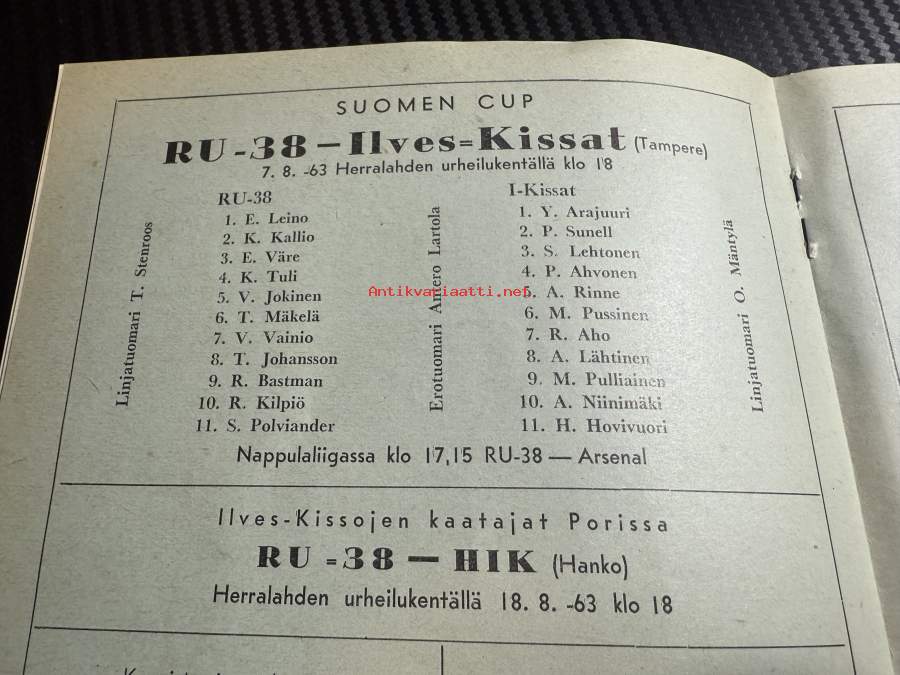 SUOMEN CUP
RU-38 — Ilves=Kissat (Tampere)
7. 8. -63 Herralahden urheilukentällä klo 18
Linjatuomari T. Stenroos
RU-38
1. E. Leino
2. K. Kallio
3. E. Väre
4. K. Tuli
5. V. Jokinen
6. T. Mäkelä
7. V. Vainio
8. T. Johansson
9. R. Bastman
10. R. Kilpiö
11. S. Polviander
Erotuomari Antero Lartola
I-Kissat
1. Y. Arajuuri
2. P. Sunell
3. S. Lehtonen
4. P. Ahvonen
5. A. Rinne
6. M. Pussinen
7. R. Aho
8. A. Lähtinen
9. M. Pulliainen
10. A. Niinimäki
11. H. Hovivuori
Linjatuomari O. Mäntylä
Antikvariaatti.net
Nappulaliigassa klo 17,15 RU-38 — Arsenal
Ilves-Kissojen kaatajat Porissa
RU=38 — HIK (Hanko)
Herralahden urheilukentällä 18. 8. -63 klo 18